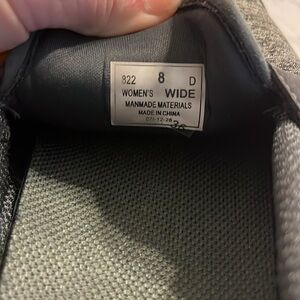 822 8 D
WOMEN'S WIDE
MANMADE MATERIALS
MADE IN CHINA